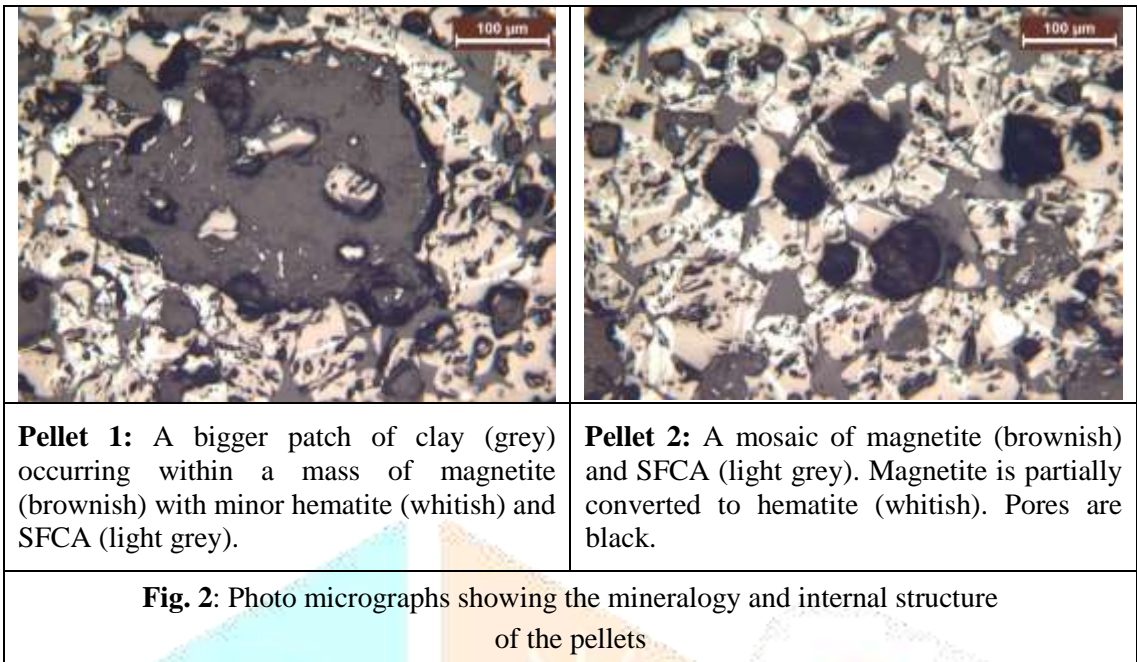 100 µm
100 µm
Pellet 1: A bigger patch of clay (grey)
occurring within a mass of magnetite
(brownish) with minor hematite (whitish) and
SFCA (light grey).
Pellet 2: A mosaic of magnetite (brownish)
and SFCA (light grey). Magnetite is partially
converted to hematite (whitish). Pores are
black.
Fig. 2: Photo micrographs showing the mineralogy and internal structure
of the pellets